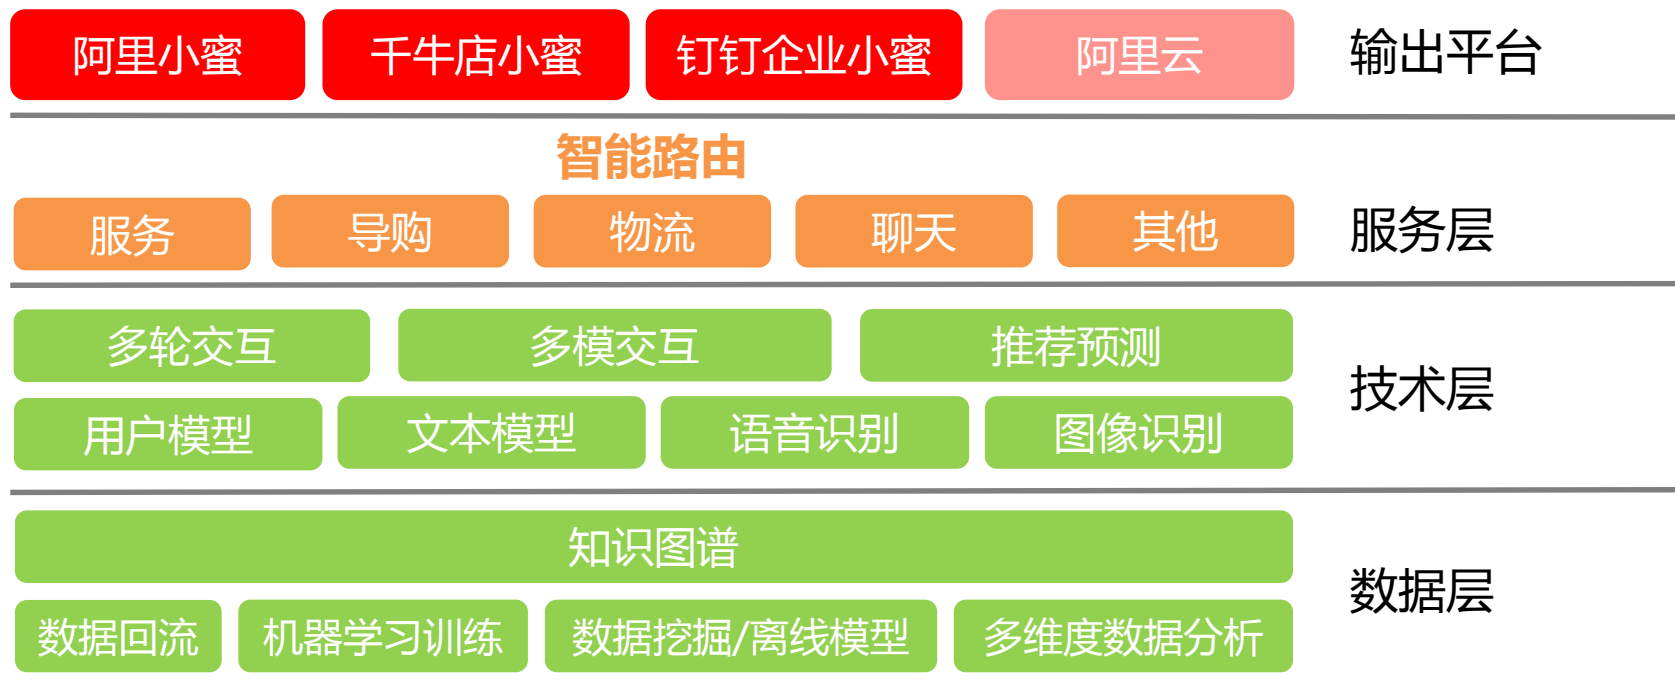 阿里小蜜 千牛店小蜜 钉钉企业小蜜 阿里云 输出平台
智能路由
服务 导购 物流 聊天 其他 服务层
多轮交互 多模交互 推荐预测
技术层
用户模型 文本模型 语音识别 图像识别
知识图谱
数据层
数据回流 机器学习训练 数据挖掘/离线模型 多维度数据分析